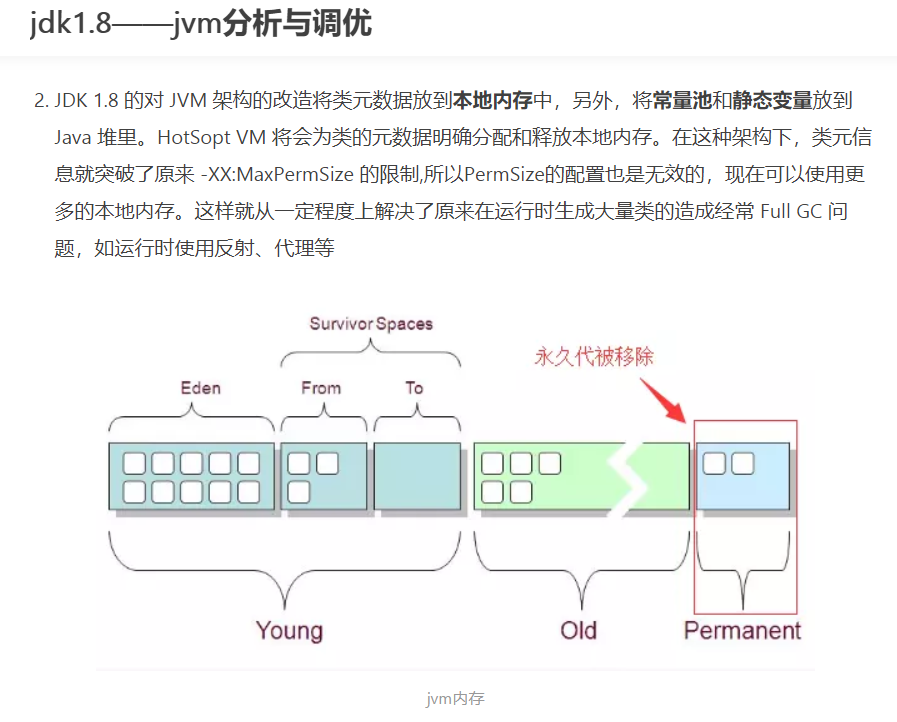 jdk1.8——jvm分析与调优
2. JDK 1.8 的对 JVM 架构的改造将类元数据放到本地内存中，另外，将常量池和静态变量放到
Java 堆里。HotSopt VM 将会为类的元数据明确分配和释放本地内存。在这种架构下，类元信
息就突破了原来 -XX:MaxPermSize 的限制,所以PermSize的配置也是无效的，现在可以使用更
多的本地内存。这样就从一定程度上解决了原来在运行时生成大量类的造成经常 Full GC 问
题，如运行时使用反射、代理等
Survivor Spaces
永久代被移除
Eden
From
To
Young
Old
Permanent
jvm内存